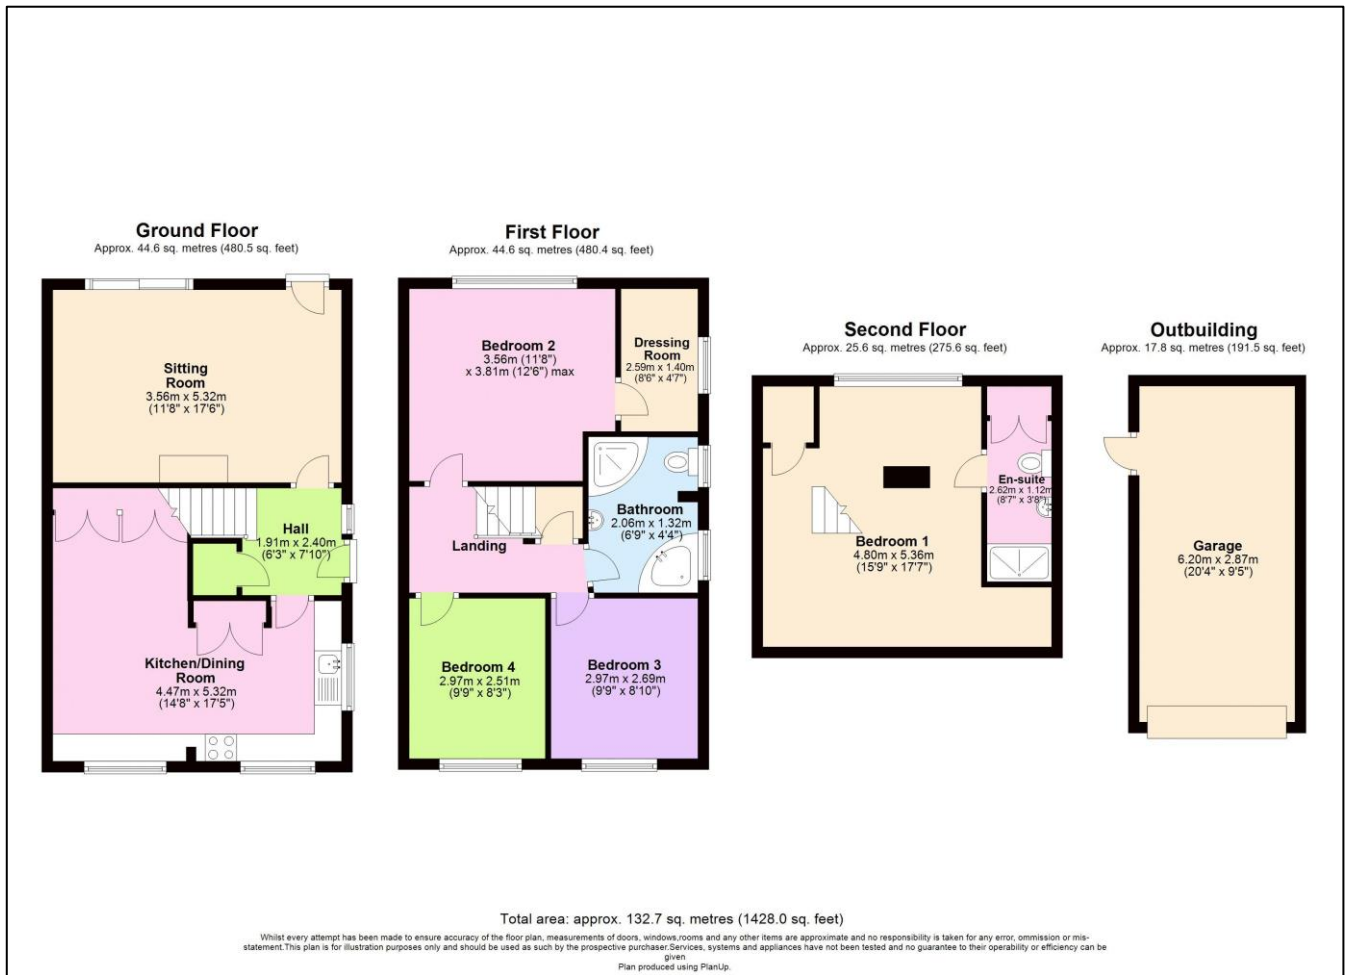 Ground Floor
Approx. 44.6 sq. metres (480.5 sq. feet)
Sitting
Room
3.56m x 5.32m
(11'8" x 17'6")
Hall
1.91m x 2.40m
(6'3" x 7'10")
Kitchen/Dining
Room
4.47m x 5.32m
(14'8" x 17'5")
First Floor
Approx. 44.6 sq. metres (480.4 sq. feet)
Bedroom 2
3.56m (11'8")
x 3.81m (12'6") max
Dressing
Room
2.59m x 1.40m
(8'6" x 4'7")
Bathroom
2.06m x 1.32m
(6'9" x 4'4")
Landing
Bedroom 4
2.97m x 2.51m
(9'9" x 8'3")
Bedroom 3
2.97m x 2.69m
(9'9" x 8'10")
Second Floor
Approx. 25.6 sq. metres (275.6 sq. feet)
En-suite
2.62m x 1.12m
(8'7" x 3'8")
Bedroom 1
4.80m x 5.36m
(15'9" x 17'7")
Outbuilding
Approx. 17.8 sq. metres (191.5 sq. feet)
Garage
6.20m x 2.87m
(20'4" x 9'5")
Total area: approx. 132.7 sq. metres (1428.0 sq. feet)
Whilst every attempt has been made to ensure accuracy of the floor plan, measurements of doors, windows,rooms and any other items are approximate and no responsibility is taken for any error, ommission or mis-
statement.This plan is for illustration purposes only and should be used as such by the prospective purchaser.Services, systems and appliances have not been tested and no guarantee to their operability or efficiency can be
given
Plan produced using PlanUp.